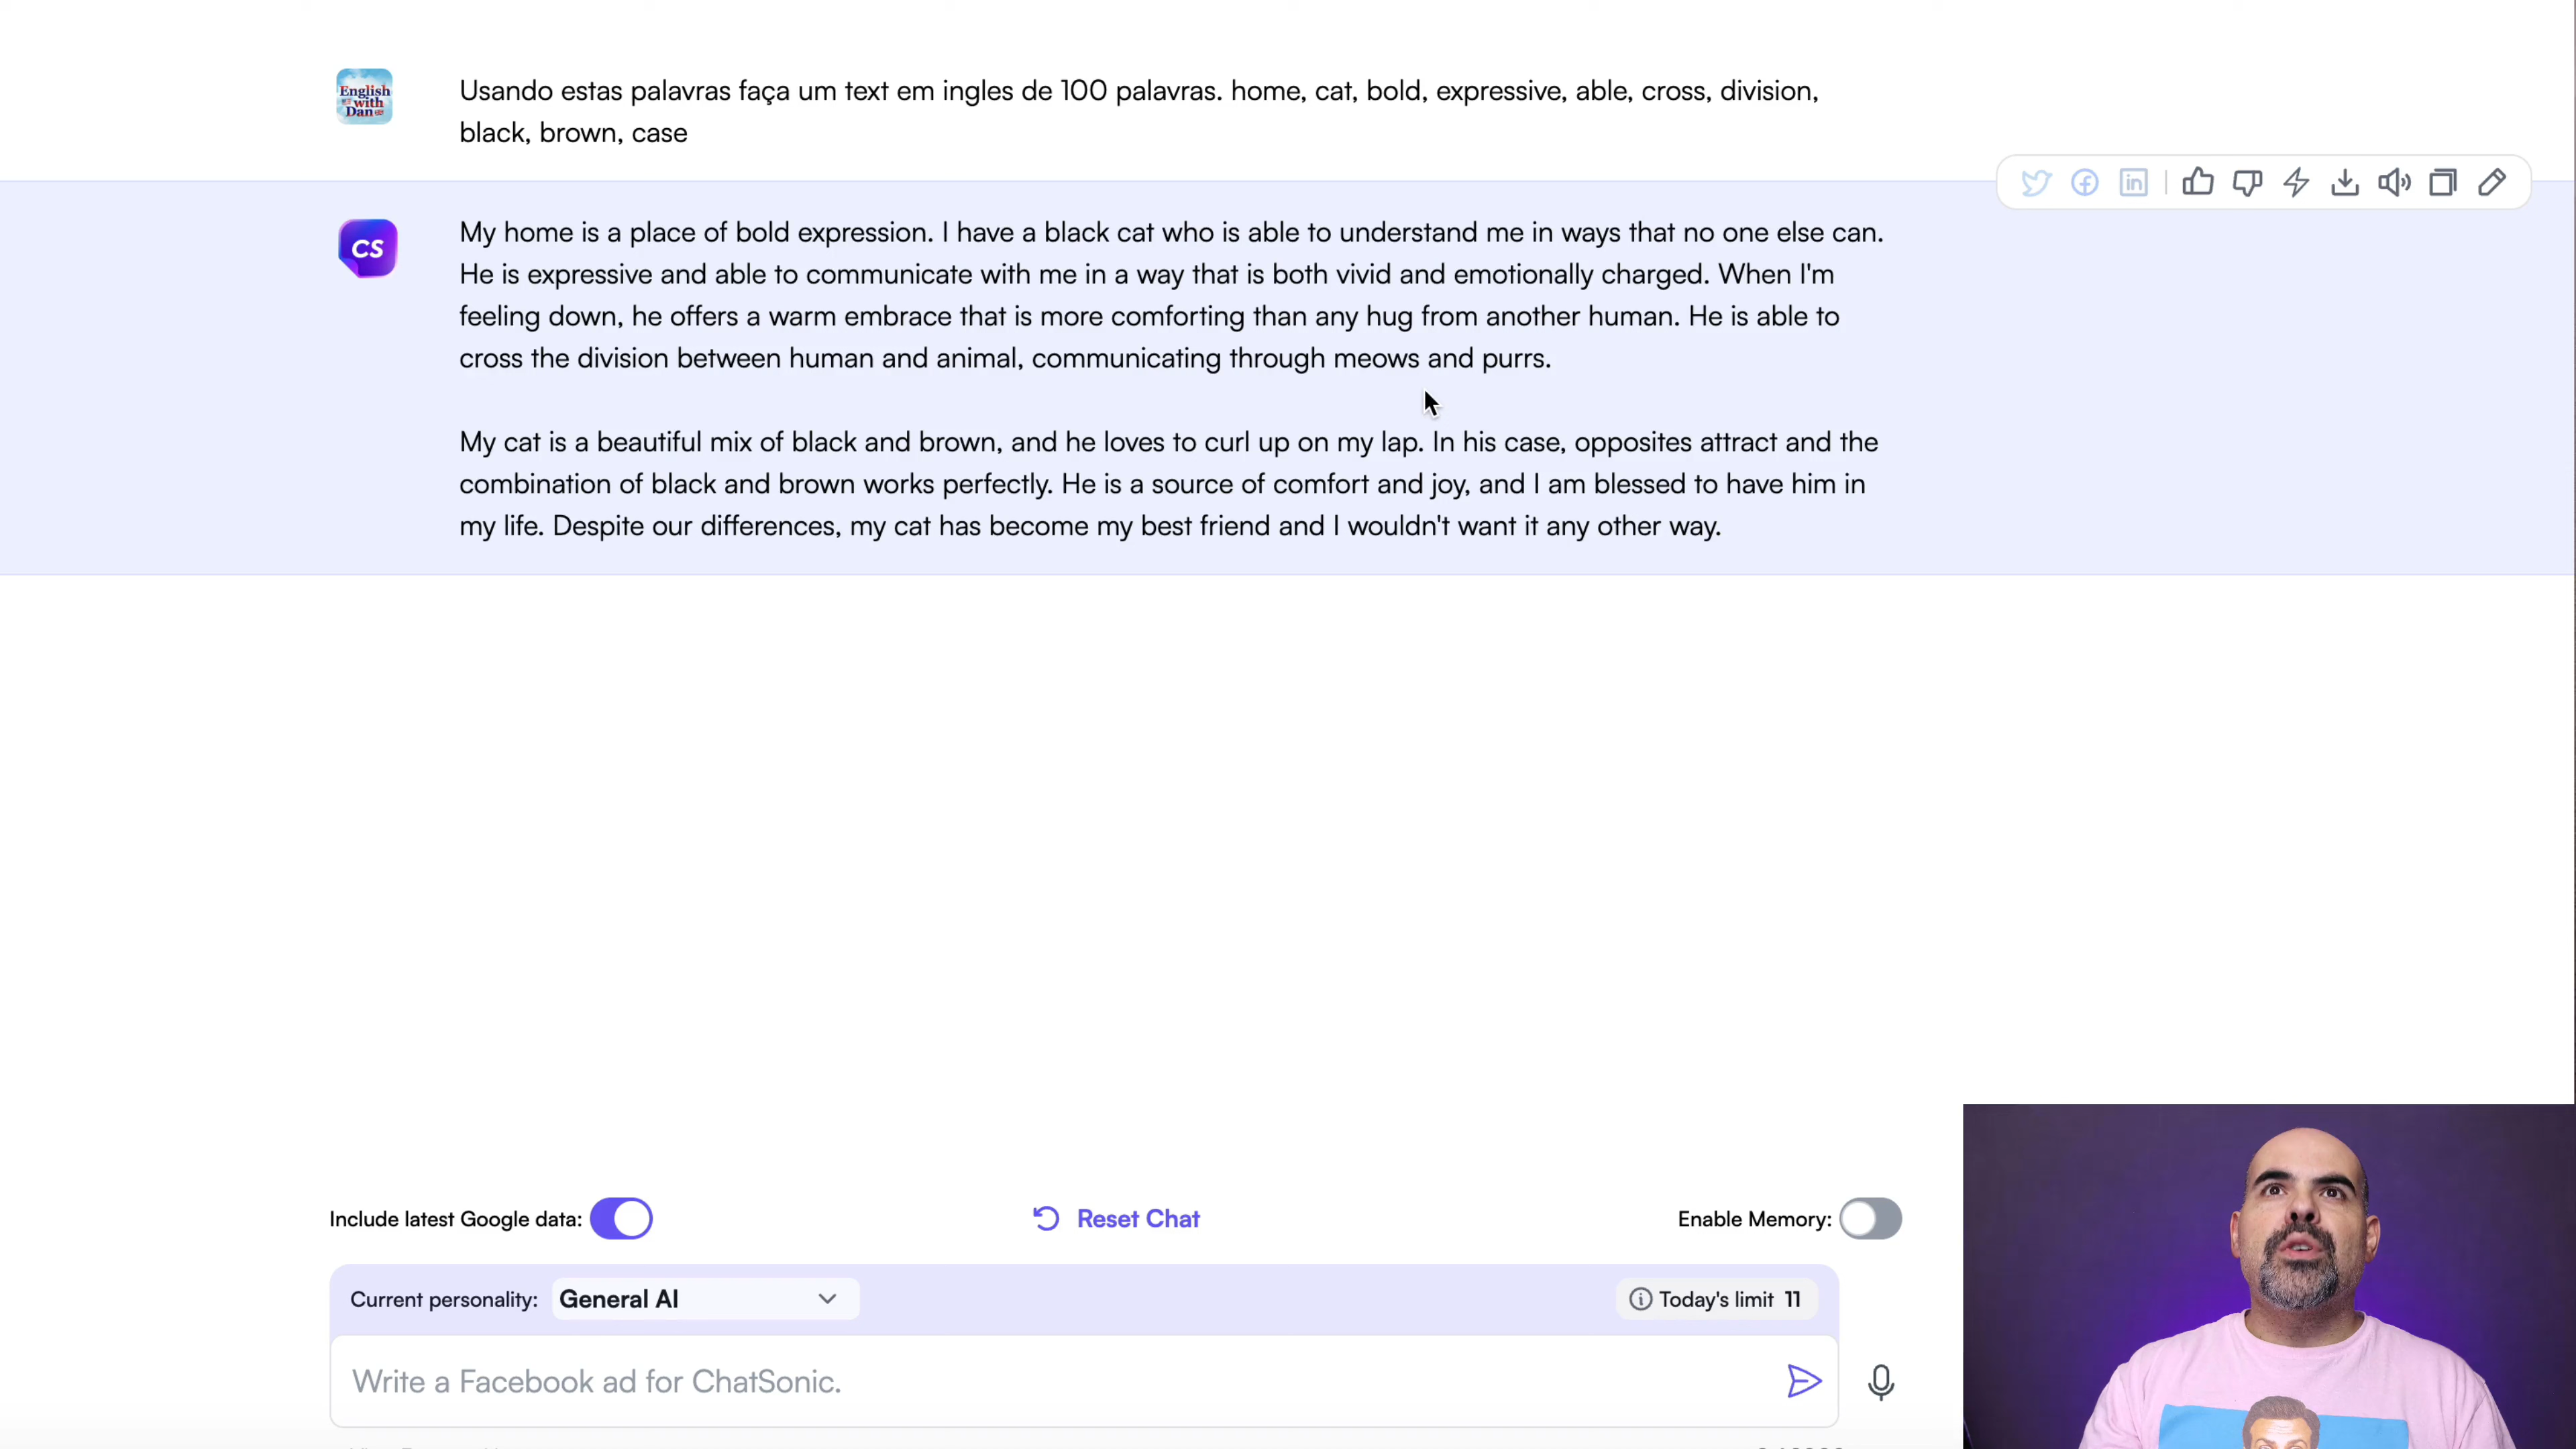 English
with
Dan
Usando estas palavras faça um text em ingles de 100 palavras. home, cat, bold, expressive, able, cross, division,
black, brown, case
CS
My home is a place of bold expression. I have a black cat who is able to understand me in ways that no one else can.
He is expressive and able to communicate with me in a way that is both vivid and emotionally charged. When I'm
feeling down, he offers a warm embrace that is more comforting than any hug from another human. He is able to
cross the division between human and animal, communicating through meows and purrs.
My cat is a beautiful mix of black and brown, and he loves to curl up on my lap. In his case, opposites attract and the
combination of black and brown works perfectly. He is a source of comfort and joy, and I am blessed to have him in
my life. Despite our differences, my cat has become my best friend and I wouldn't want it any other way.
Include latest Google data:
Reset Chat
Enable Memory:
Current personality: General AI
Today's limit 11
Write a Facebook ad for ChatSonic.